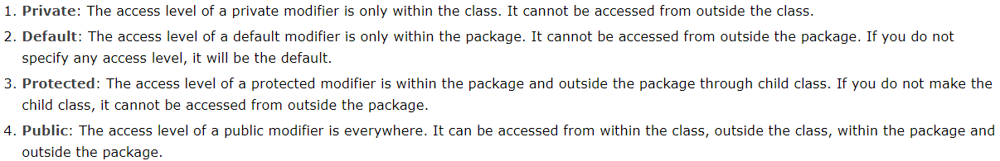 1. Private: The access level of a private modifier is only within the class. It cannot be accessed from outside the class.
2. Default: The access level of a default modifier is only within the package. It cannot be accessed from outside the package. If you do not
specify any access level, it will be the default.
3. Protected: The access level of a protected modifier is within the package and outside the package through child class. If you do not make the
child class, it cannot be accessed from outside the package.
4. Public: The access level of a public modifier is everywhere. It can be accessed from within the class, outside the class, within the package and
outside the package.